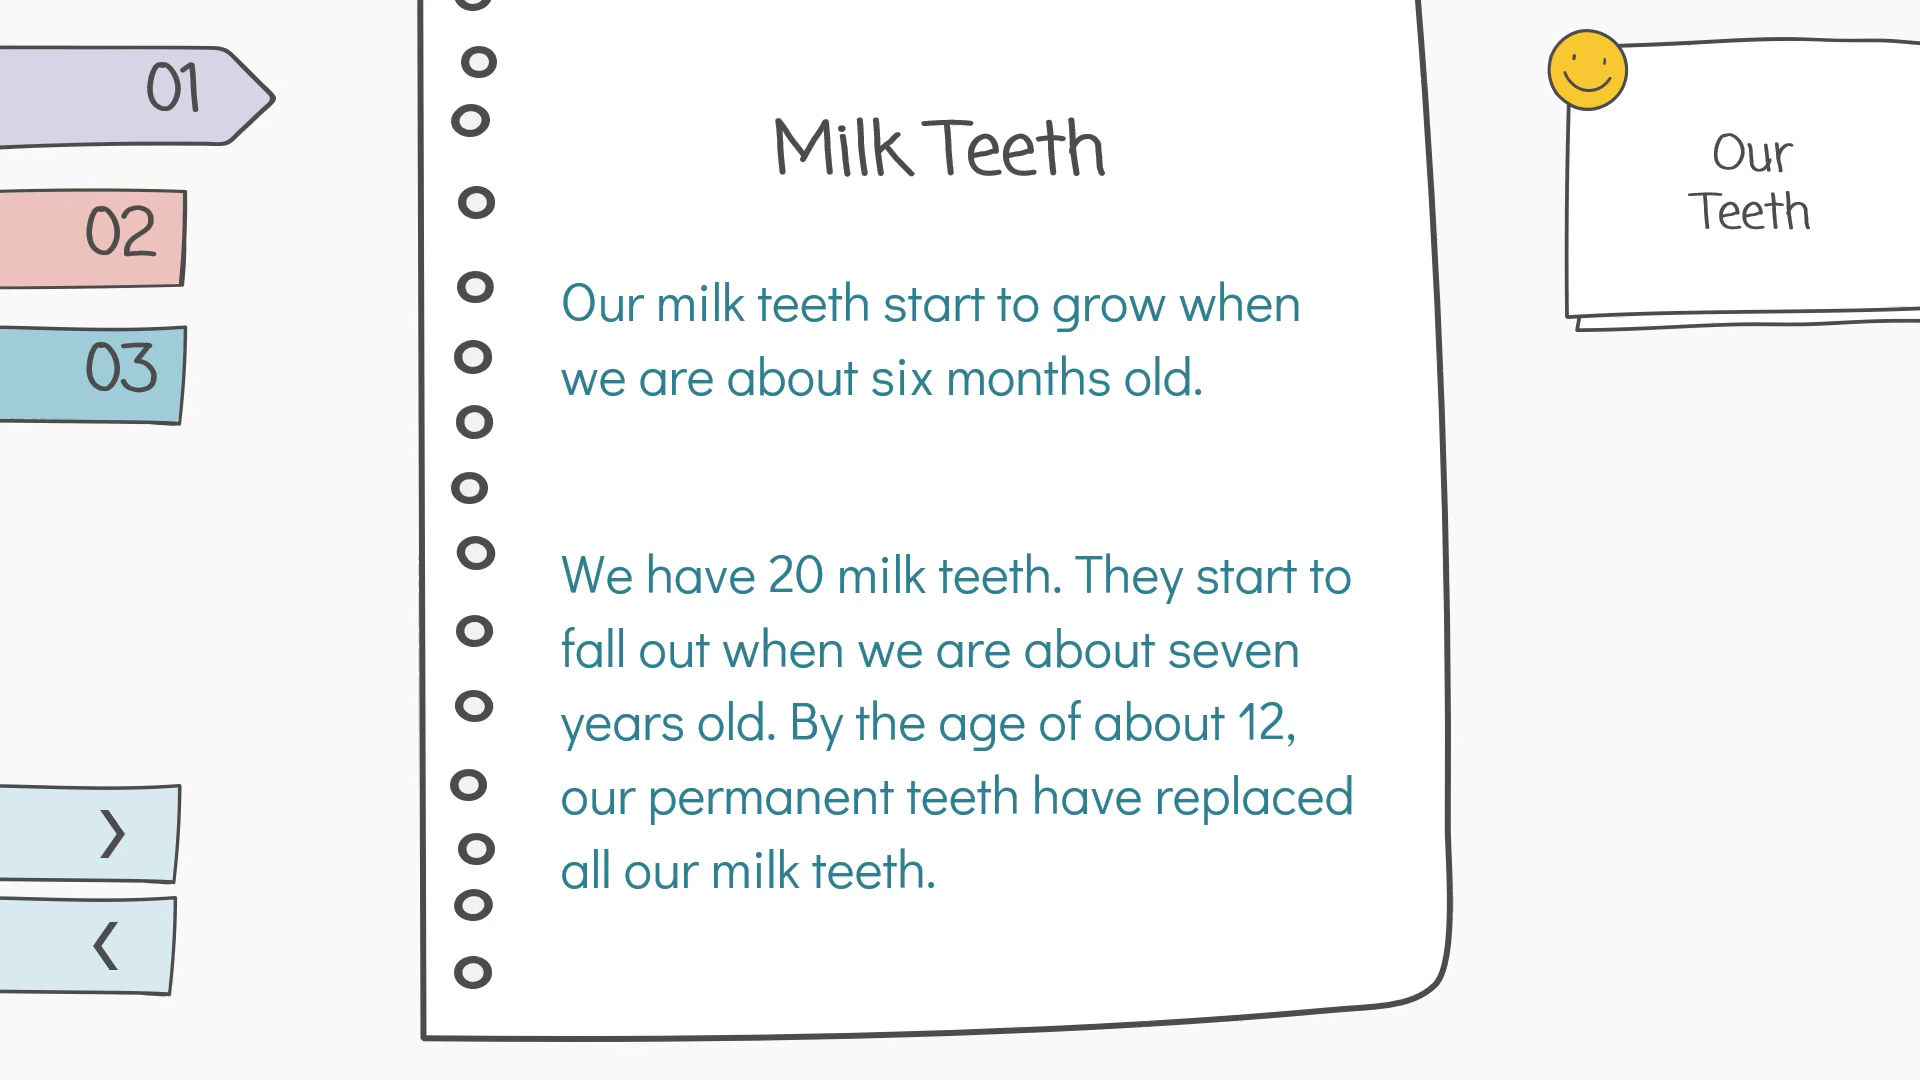 01
02
03
Milk Teeth
Our milk teeth start to grow when
we are about six months old.
We have 20 milk teeth. They start to
fall out when we are about seven
years old. By the age of about 12,
our permanent teeth have replaced
all our milk teeth.
Our
Teeth